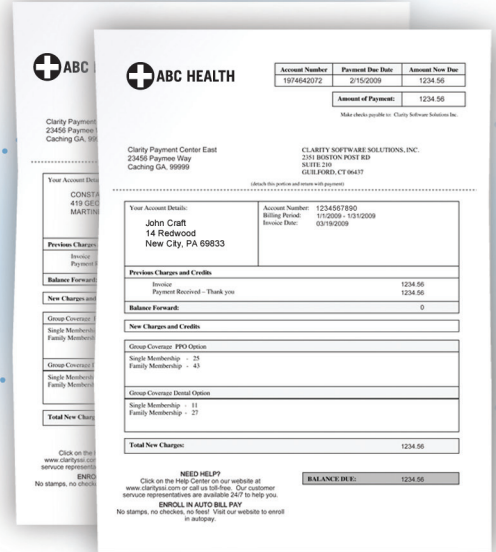 ABC
Clarity Payment
23456 Paymee
Caching GA, 99
Your Account Deta
CONSTA
419 GEO
MARTIN
Previous Charges
Invoice
Payment
Balance Forward:
New Charges and
Group Coverage
Single Membersh
Family Membersh
Group Coverage
Single Membersh
Family Membersh
Total New Charg
Click on the
www.clarityssi.co
servuce representa
ENRO
No stamps, no check
ABC HEALTH
Account Number Payment Due Date Amount Now Due
1974642072 2/15/2009 1234.56
Amount of Payment: 1234.56
Make checks payable to: Clarity Software Solutions Inc.
Clarity Payment Center East
23456 Paymee Way
Caching GA, 99999
CLARITY SOFTWARE SOLUTIONS, INC.
2351 BOSTON POST RD
SUITE 210
GUILFORD, CT 06437
(detach this portion and return with payment)
Your Account Details:
John Craft
14 Redwood
New City, PA 69833
Account Number: 1234567890
Billing Period: 1/1/2009 - 1/31/2009
Invoice Date: 03/19/2009
Previous Charges and Credits
Invoice 1234.56
Payment Received – Thank you 1234.56
Balance Forward: 0
New Charges and Credits
Group Coverage PPO Option
Single Membership - 25
Family Membership - 43
Group Coverage Dental Option
Single Membership - 11
Family Membership - 27
Total New Charges: 1234.56
NEED HELP?
Click on the Help Center on our website at
www.clarityssi.com or call us toll-free. Our customer
servuce representatives are available 24/7 to help you.
ENROLL IN AUTO BILL PAY
No stamps, no checkes, no fees! Visit our website to enroll
in autopay.
BALANCE DUE: 1234.56